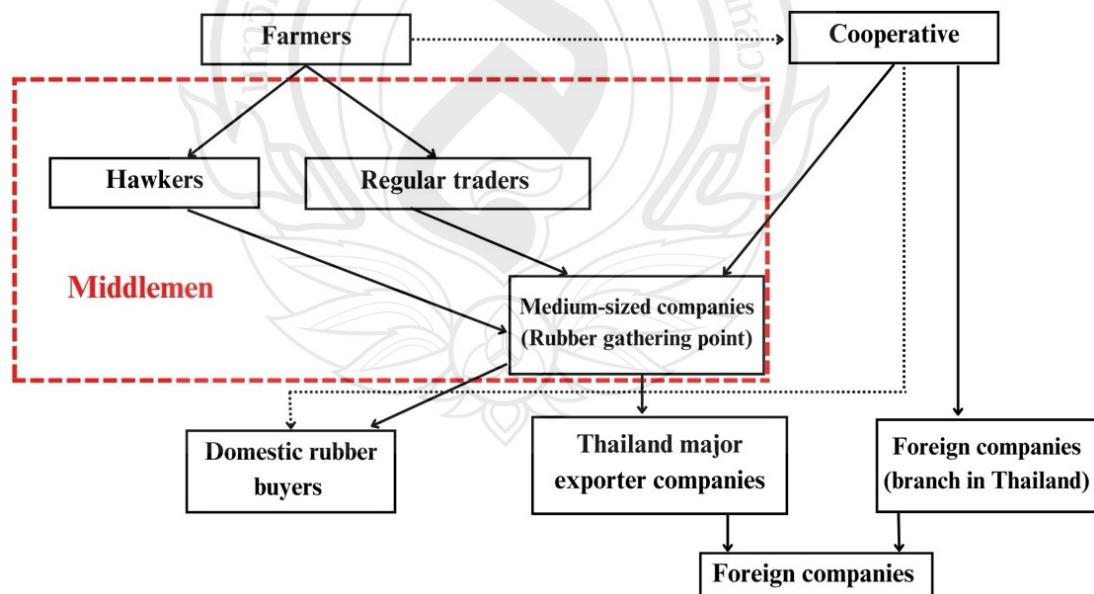 Farmers
Cooperative
Hawkers
Regular traders
Middlemen
Medium-sized companies
(Rubber gathering point)
Domestic rubber
buyers
Thailand major
exporter companies
Foreign companies
(branch in Thailand)
Foreign companies